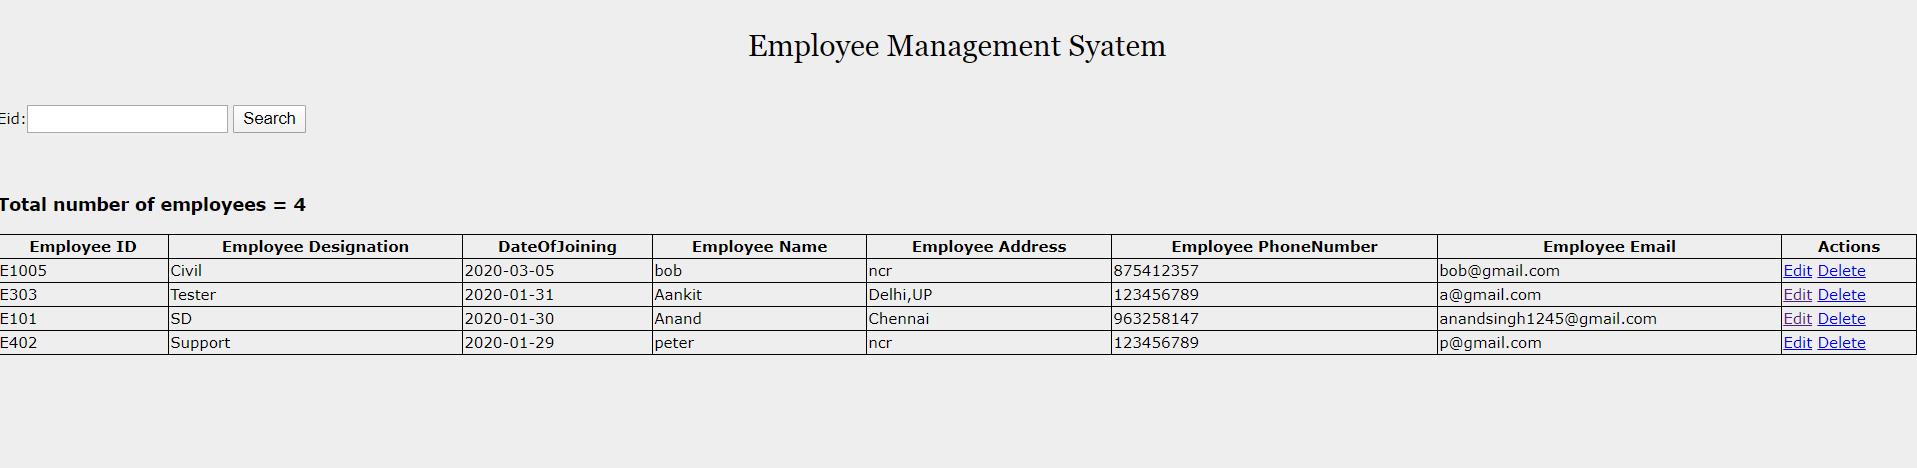 Employee Management Syatem
Eid: Search
Total number of employees = 4
Employee ID Employee Designation DateOfJoining Employee Name Employee Address Employee PhoneNumber Employee Email Actions
E1005 Civil 2020-03-05 bob ncr 875412357 bob@gmail.com Edit Delete
E303 Tester 2020-01-31 Aankit Delhi,UP 123456789 a@gmail.com Edit Delete
E101 SD 2020-01-30 Anand Chennai 963258147 anandsingh1245@gmail.com Edit Delete
E402 Support 2020-01-29 peter ncr 123456789 p@gmail.com Edit Delete